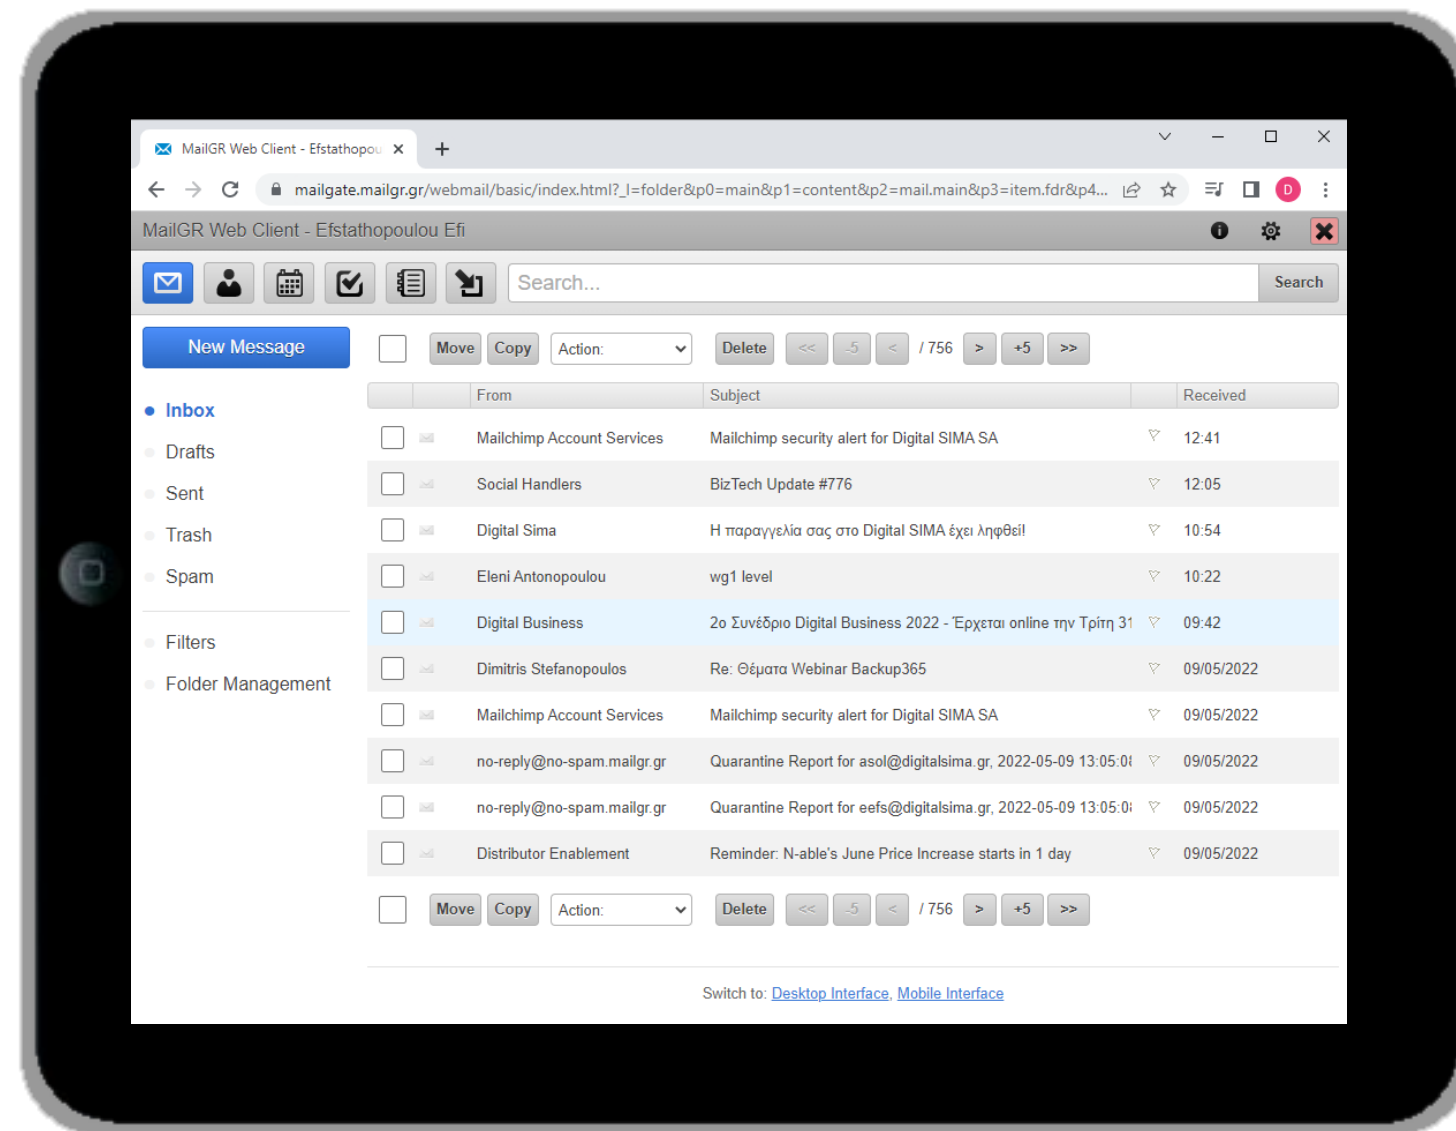 MailGR Web Client - Efstathopou
mailgate.mailgr.gr/webmail/basic/index.html?_l=folder&p0=main&p1=content&p2=mail.main&p3=item.fdr&p4... D
MailGR Web Client - Efstathopoulou Efi
Search... Search
New Message
Move Copy Action: Delete << -5 < / 756 > +5 >>
From Subject Received
Inbox
Drafts
Sent
Trash
Spam
Filters
Folder Management
Mailchimp Account Services Mailchimp security alert for Digital SIMA SA 12:41
Social Handlers BizTech Update #776 12:05
Digital Sima Η παραγγελία σας στο Digital SIMA έχει ληφθεί! 10:54
Eleni Antonopoulou wg1 level 10:22
Digital Business 2ο Συνέδριο Digital Business 2022 - Έρχεται online την Τρίτη 31 09:42
Dimitris Stefanopoulos Re: Θέματα Webinar Backup365 09/05/2022
Mailchimp Account Services Mailchimp security alert for Digital SIMA SA 09/05/2022
no-reply@no-spam.mailgr.gr Quarantine Report for asol@digitalsima.gr, 2022-05-09 13:05:08 09/05/2022
no-reply@no-spam.mailgr.gr Quarantine Report for eefs@digitalsima.gr, 2022-05-09 13:05:08 09/05/2022
Distributor Enablement Reminder: N-able's June Price Increase starts in 1 day 09/05/2022
Move Copy Action: Delete << -5 < / 756 > +5 >>
Switch to: Desktop Interface, Mobile Interface